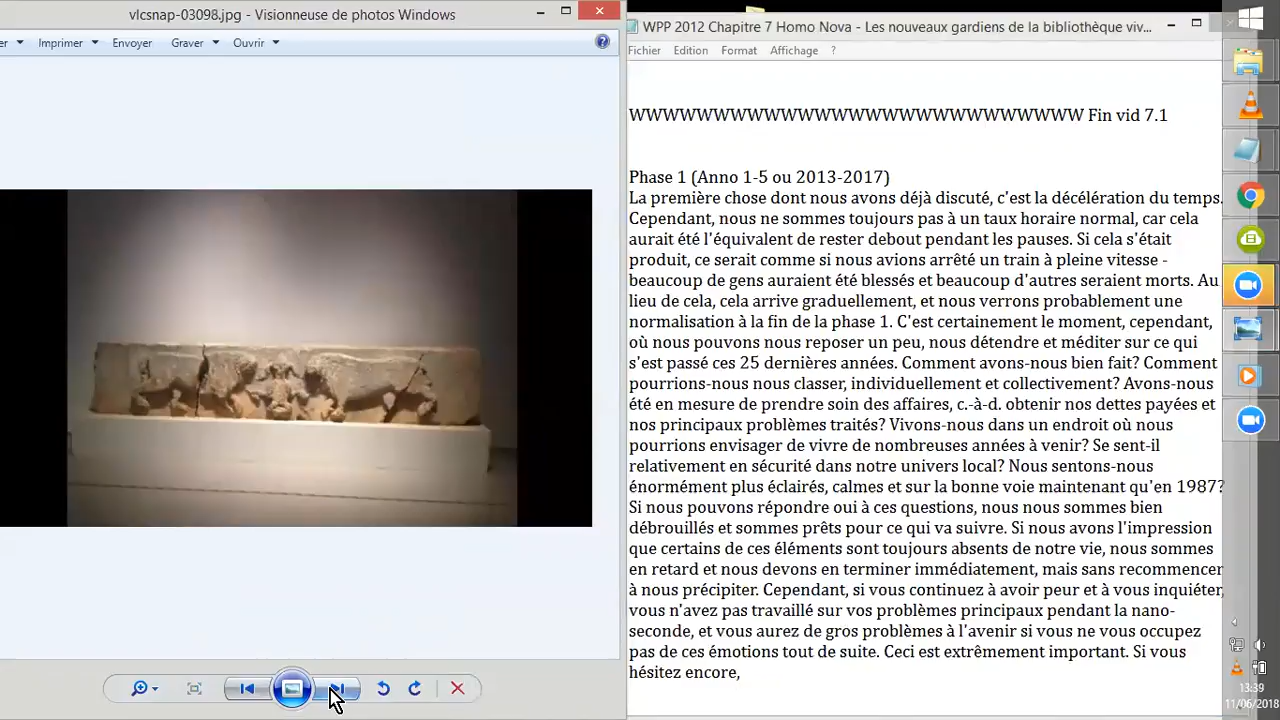 vlcsnap-03098.jpg - Visionneuse de photos Windows
Imprimer Envoyer Graver Ouvrir
WPP 2012 Chapitre 7 Homo Nova - Les nouveaux gardiens de la bibliothèque viv...
Fichier Edition Format Affichage ?
WWWWWWWWWWWWWWWWWWWWWWWWWWW Fin vid 7.1
Phase 1 (Anno 1-5 ou 2013-2017)
La première chose dont nous avons déjà discuté, c'est la décélération du temps.
Cependant, nous ne sommes toujours pas à un taux horaire normal, car cela
aurait été l'équivalent de rester debout pendant les pauses. Si cela s'était
produit, ce serait comme si nous avions arrêté un train à pleine vitesse -
beaucoup de gens auraient été blessés et beaucoup d'autres seraient morts. Au
lieu de cela, cela arrive graduellement, et nous verrons probablement une
normalisation à la fin de la phase 1. C'est certairement le moment, cependant,
où nous pouvons nous reposer un peu, nous détendre et méditer sur ce qui
s'est passé ces 25 dernières années. Comment avons-nous bien fait? Comment
pourrions-nous nous classer, individuellement et collectivement? Avons-nous
été en mesure de prendre soin des affaires, c.-à-d. obtenir nos dettes payées et
nos principaux problèmes traités? Vivons-nous dans un endroit où nous
pourrions envisager de vivre de nombreuses années à venir? Se sent-il
relativement en sécurité dans notre univers local? Nous sentons-nous
énormément plus éclairés, calmes et sur la bonne voie maintenant qu'en 1987?
Si nous pouvons répondre oui à ces questions, nous nous sommes bien
débrouillés et sommes prêts pour ce qui va suivre. Si nous avons l'impression
que certains de ces éléments sont toujours absents de notre vie, nous sommes
en retard et nous devons en terminer immédiatement, mais sans recommencer
à nous précipiter. Cependant, si vous continuez à avoir peur et à vous inquiéter,
vous n'avez pas travaillé sur vos problèmes principaux pendant la nano-
seconde, et vous aurez de gros problèmes à l'avenir si vous ne vous occupez
pas de ces émotions tout de suite. Ceci est extrêmement important. Si vous
hésitez encore,
13:39
11/06/2018